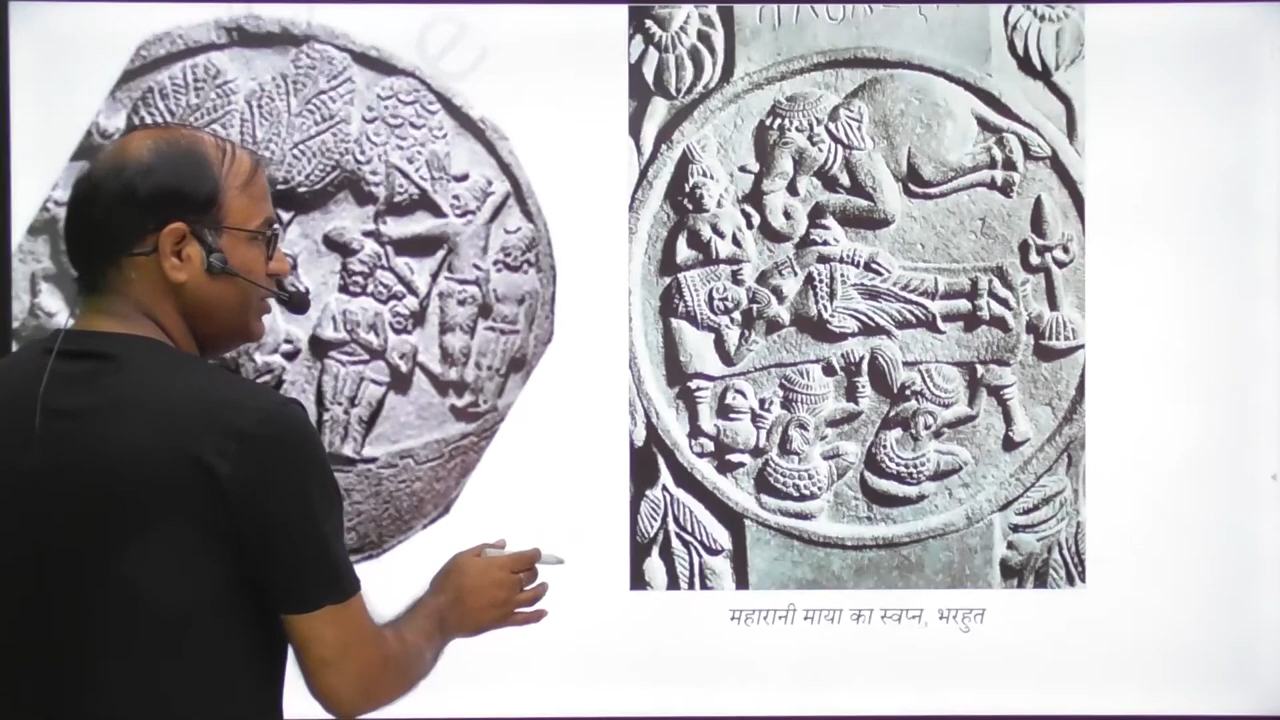 महारानी माया का स्वप्न, भरहुत